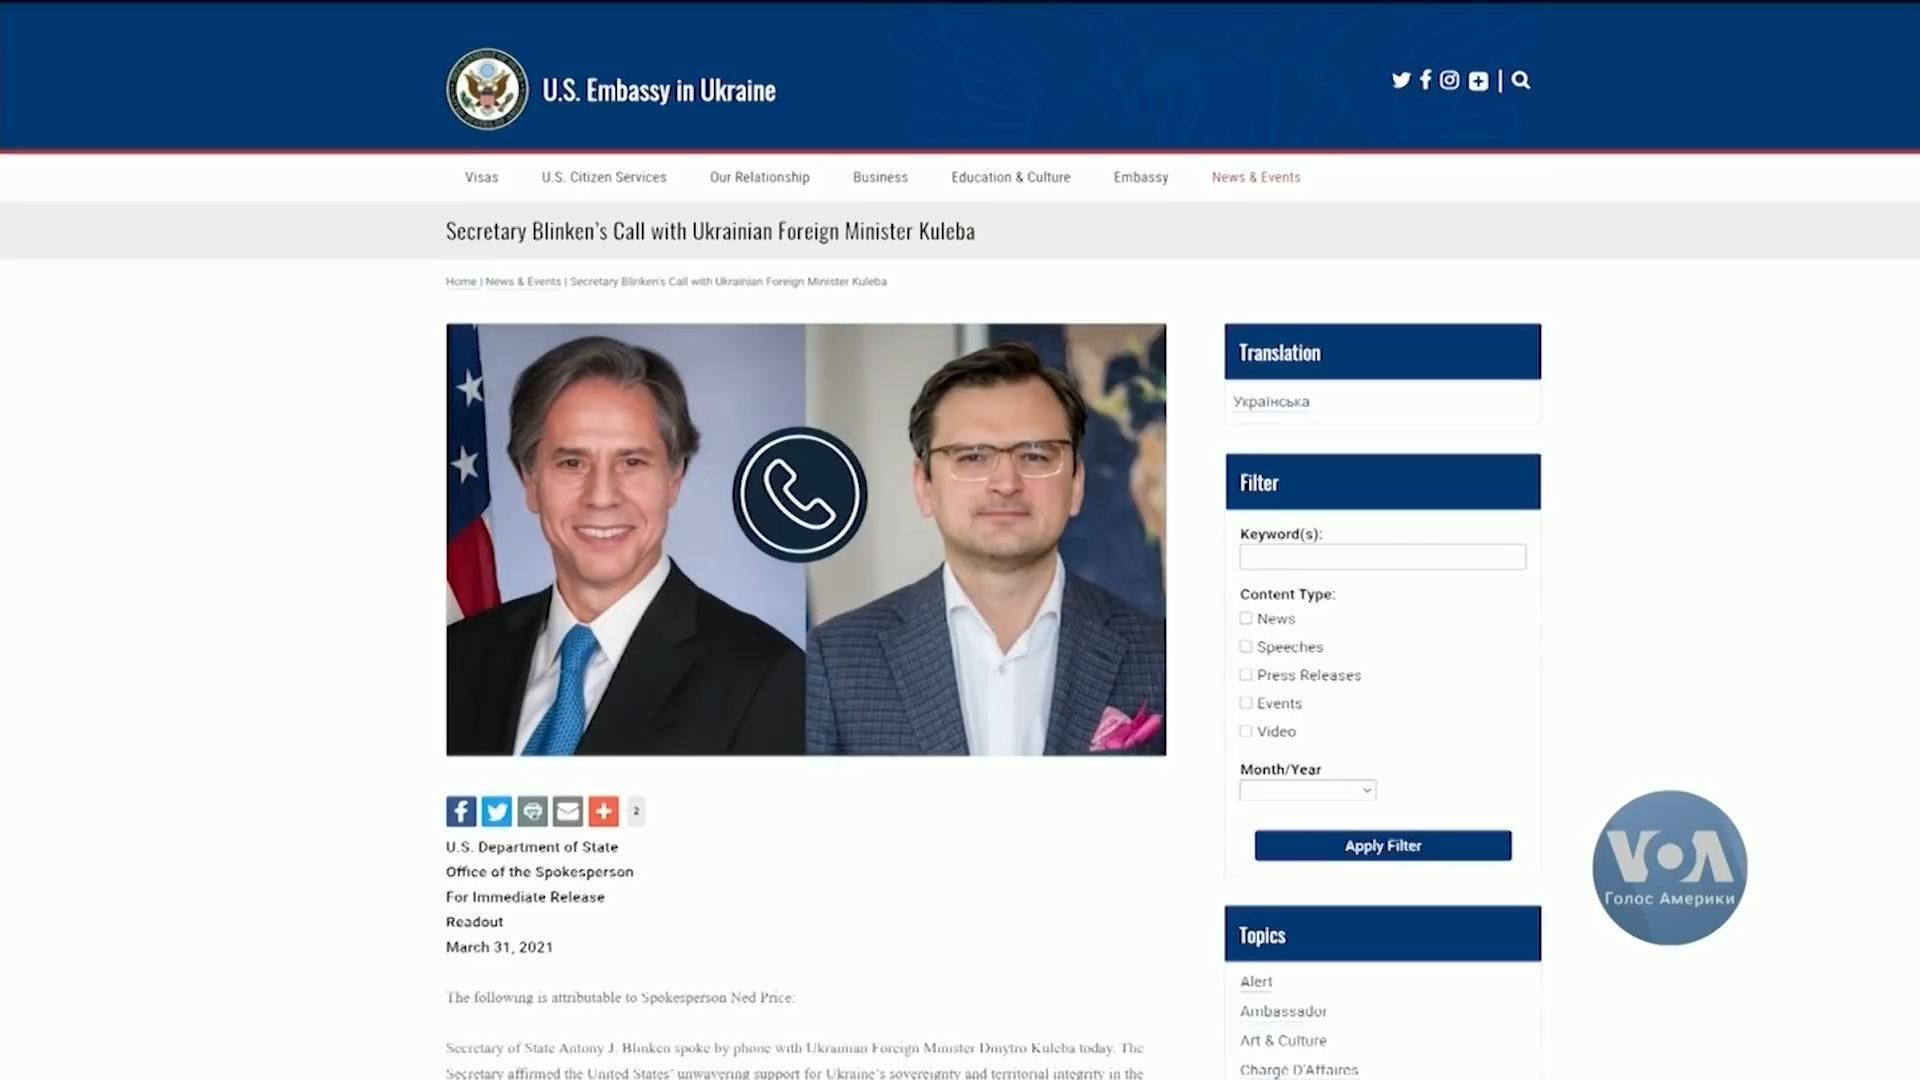 U.S. Embassy in Ukraine
Visas U.S. Citizen Services Our Relationship Business Education & Culture Embassy News & Events
Secretary Blinken's Call with Ukrainian Foreign Minister Kuleba
Home | News & Events | Secretary Blinken's Call with Ukrainian Foreign Minister Kuleba
Translation
Українська
Filter
Keyword(s):
Content Type:
News
Speeches
Press Releases
Events
Video
Month/Year
Apply Filter
Topics
Alert
Ambassador
Art & Culture
Chargé D'Affaires
2
U.S. Department of State
Office of the Spokesperson
For Immediate Release
Readout
March 31, 2021
The following is attributable to Spokesperson Ned Price:
Secretary of State Antony J. Blinken spoke by phone with Ukrainian Foreign Minister Dmytro Kuleba today. The
Secretary affirmed the United States' unwavering support for Ukraine's sovereignty and territorial integrity in the
VOA
Голос Америки